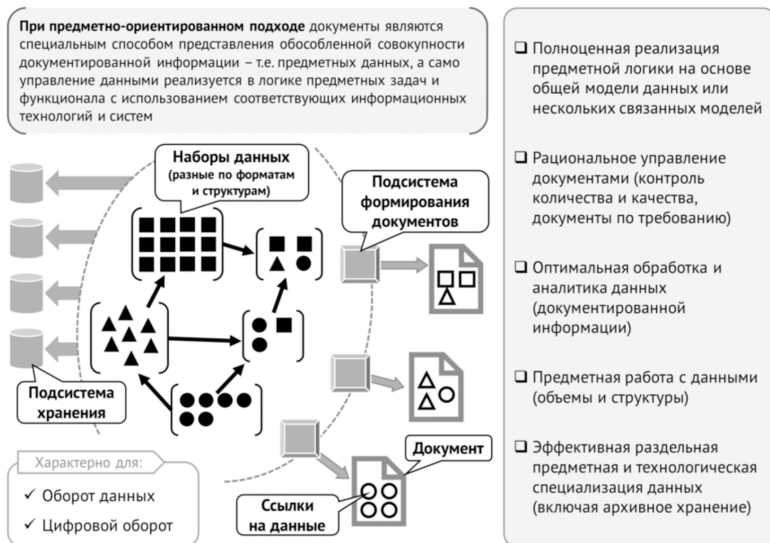 При предметно-ориентированном подходе документы являются
специальным способом представления обособленной совокупности
документированной информации – т.е. предметных данных, а само
управление данными реализуется в логике предметных задач и
функционала с использованием соответствующих информационных
технологий и систем
Наборы данных
(разные по форматам
и структурам)
Подсистема
формирования
документов
Подсистема
хранения
Документ
Ссылки
на данные
Характерно для:
✓ Оборот данных
✓ Цифровой оборот
❑ Полноценная реализация
предметной логики на основе
общей модели данных или
нескольких связанных моделей
❑ Рациональное управление
документами (контроль
количества и качества,
документы по требованию)
❑ Оптимальная обработка и
аналитика данных
(документированной
информации)
❑ Предметная работа с данными
(объемы и структуры)
❑ Эффективная раздельная
предметная и технологическая
специализация данных
(включая архивное хранение)